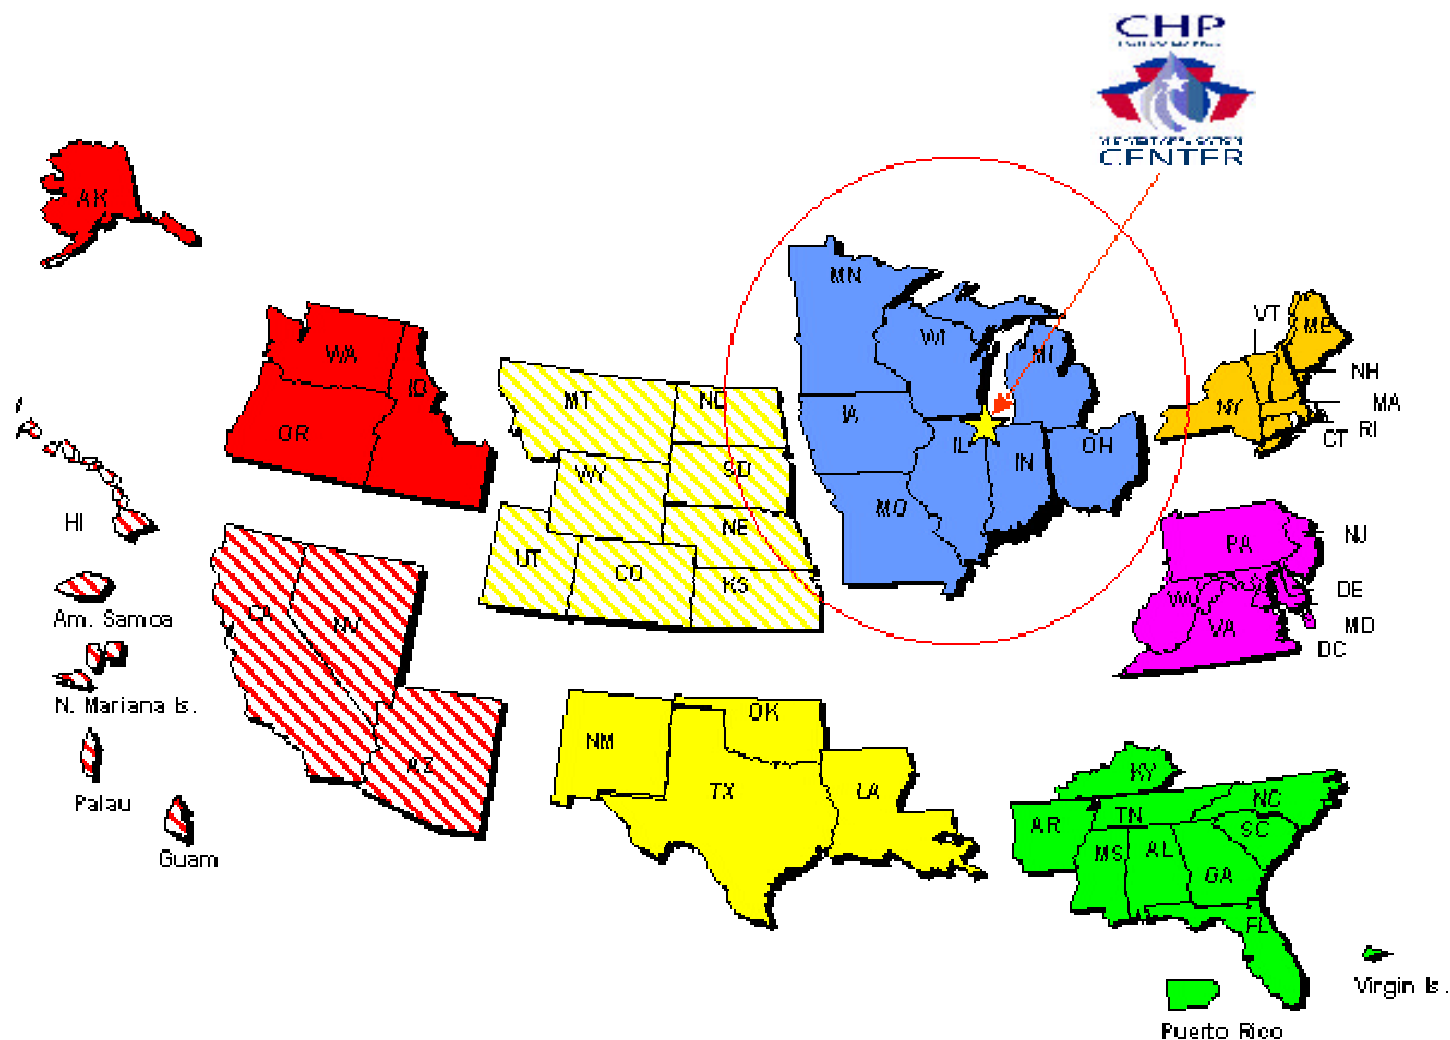 CHP
CENTER
AK
MN
WI
MI
VT
ME
WA
ID
NH
MT
ND
MA
NY
IA
OR
RI
CT
IL
IN
OH
WY
SD
MO
HI
NE
PA
NJ
UT
CO
KS
DE
Am. Samoa
CA
NV
WV
VA
MD
DC
N. Mariana Is.
OK
NM
AZ
TX
LA
KY
Palau
NC
AR
TN
SC
MS
AL
GA
Guam
FL
Virgin Is.
Puerto Rico